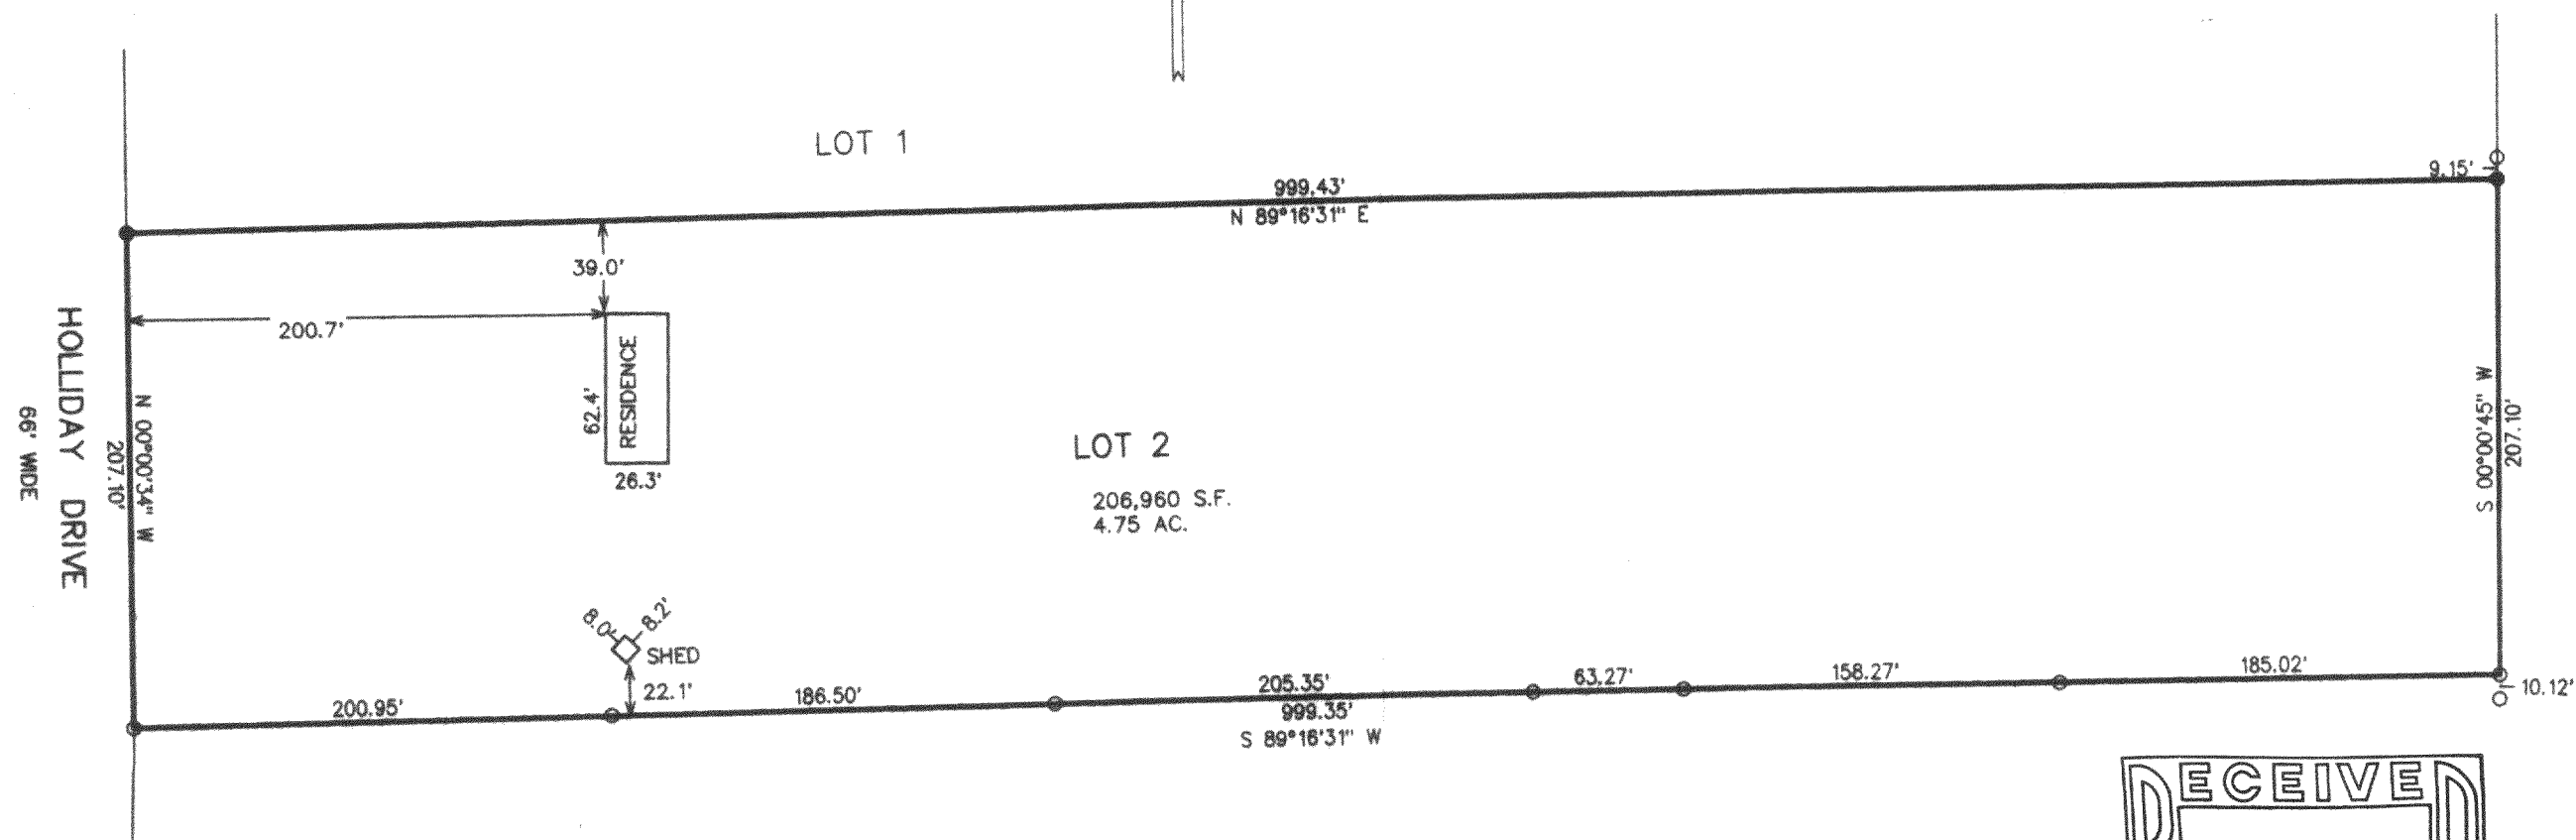 LOT 1
999.43'
N 89°16'31" E
9.15'
39.0'
200.7'
RESIDENCE
62.4'
26.3'
HOLLIDAY DRIVE
66' WIDE
N 00°00'34" W
207.10'
LOT 2
206,960 S.F.
4.75 AC.
S 00°00'45" W
207.10'
8.0'
8.2'
SHED
22.1'
200.95'
186.50'
205.35'
63.27'
158.27'
185.02'
10.12'
999.35'
S 89°16'31" W
ECEIVE